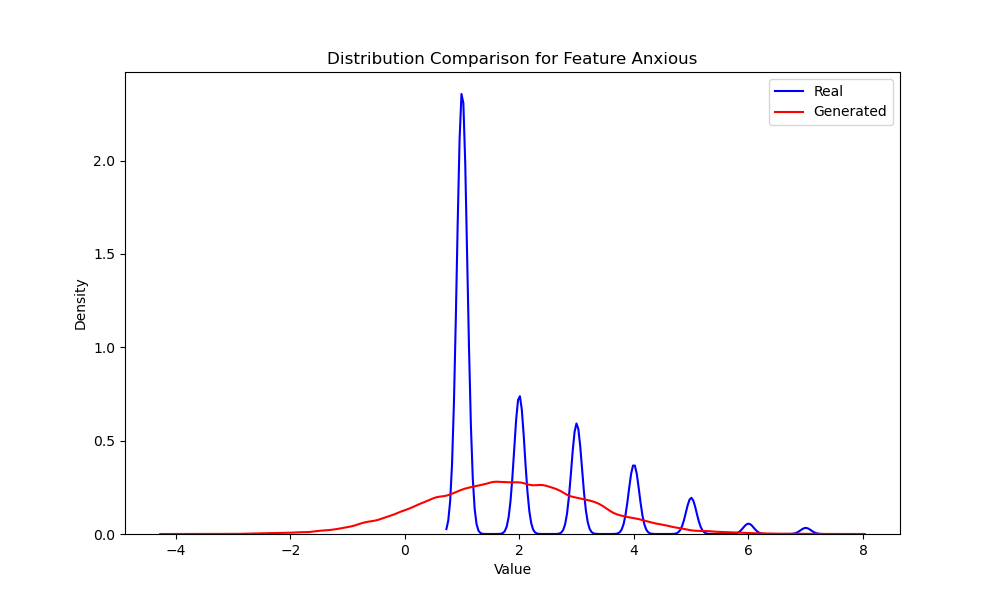 Distribution Comparison for Feature Anxious
Real
Generated
Density
2.0
1.5
1.0
0.5
0.0
−4
−2
0
2
4
6
8
Value